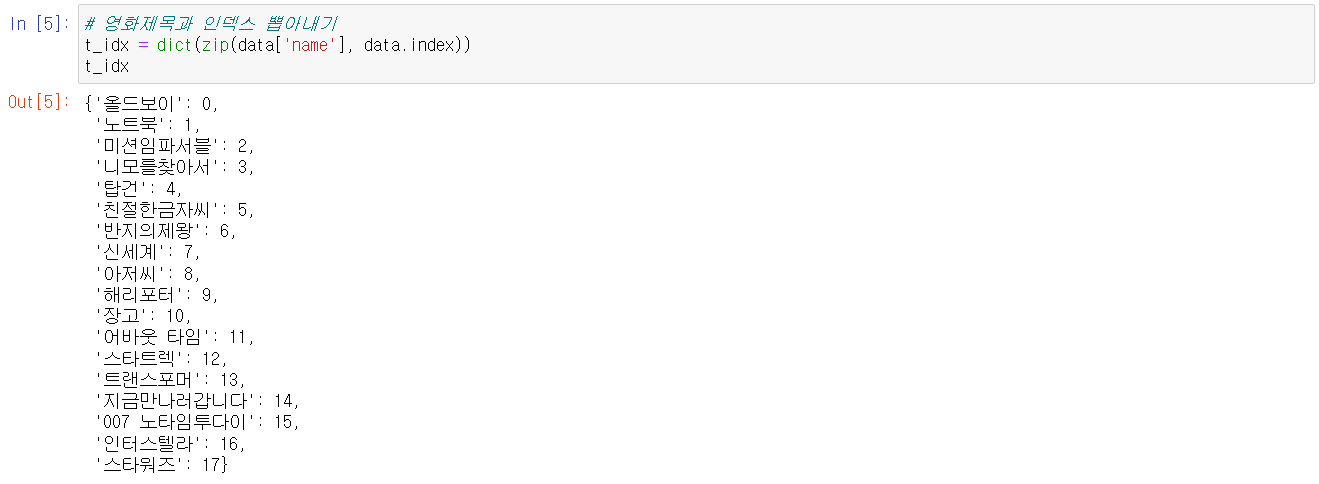 In [5]: # 영화제목과 인덱스 뽑아내기
t_idx = dict(zip(data['name'], data.index))
t_idx
Out[5]: {'올드보이': 0,
'노트북': 1,
'미션임파서블': 2,
'니모를찾아서': 3,
'탑건': 4,
'친절한금자씨': 5,
'반지의제왕': 6,
'신세계': 7,
'아저씨': 8,
'해리포터': 9,
'장고': 10,
'어바웃 타임': 11,
'스타트렉': 12,
'트랜스포머': 13,
'지금만나러갑니다': 14,
'007 노타임투다이': 15,
'인터스텔라': 16,
'스타워즈': 17}